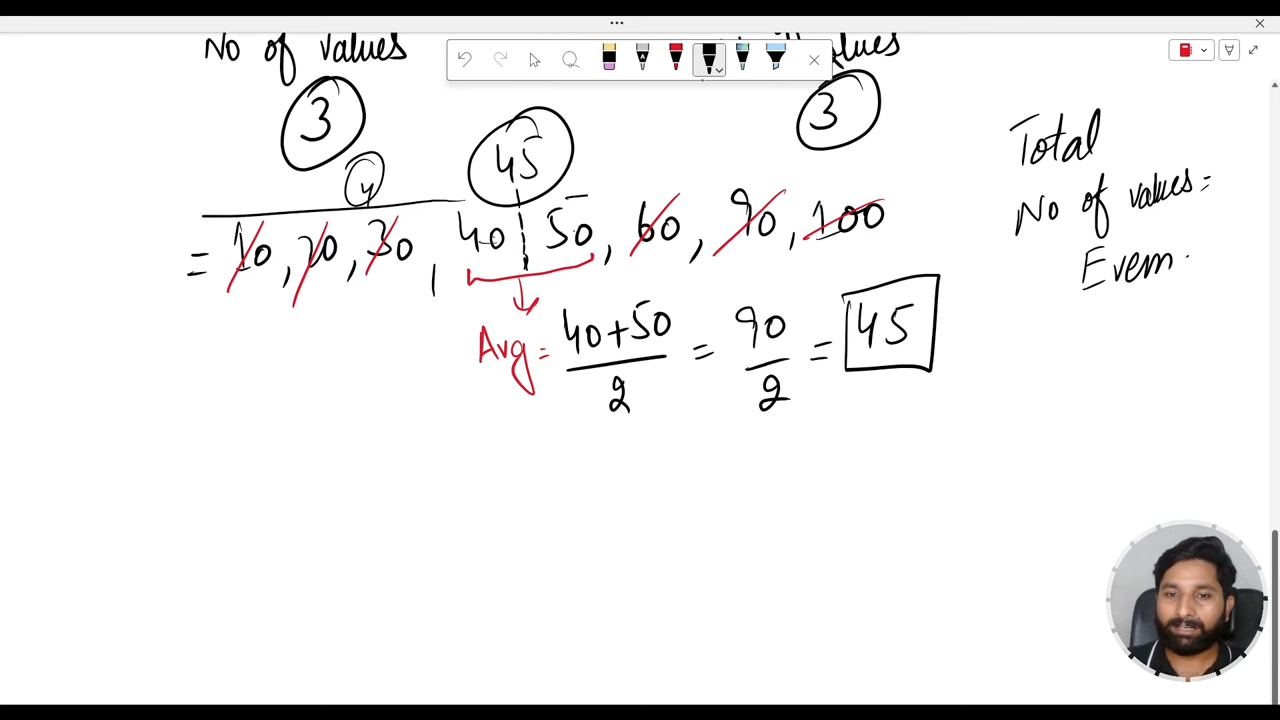 No of values
3
3
45
4
= 10, 20, 30, 40 50, 60, 90, 100
Total
No of values =
Even.
Avg = 40+50 / 2 = 90 / 2 = 45